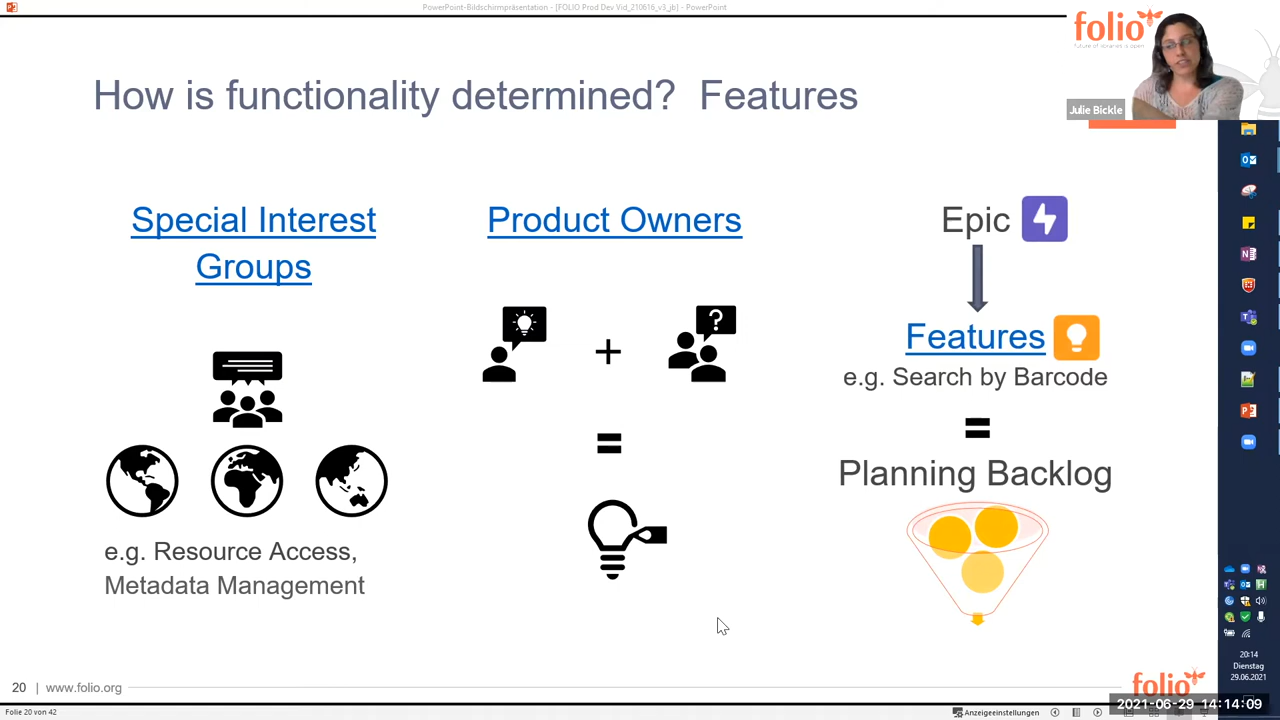 PowerPoint-Bildschirmpräsentation - [FOLIO Prod Dev Vid_210616_v3_jb] - PowerPoint
folio
future of libraries is open
Julie Bickle
How is functionality determined? Features
Special Interest
Groups
e.g. Resource Access,
Metadata Management
Product Owners
+
?
=
Epic
Features
e.g. Search by Barcode
=
Planning Backlog
20 | www.folio.org
folio
20:14
Dienstag
29.06.2021
2021-06-29 14:14:09
Folie 20 von 42
Anzeigeeinstellungen